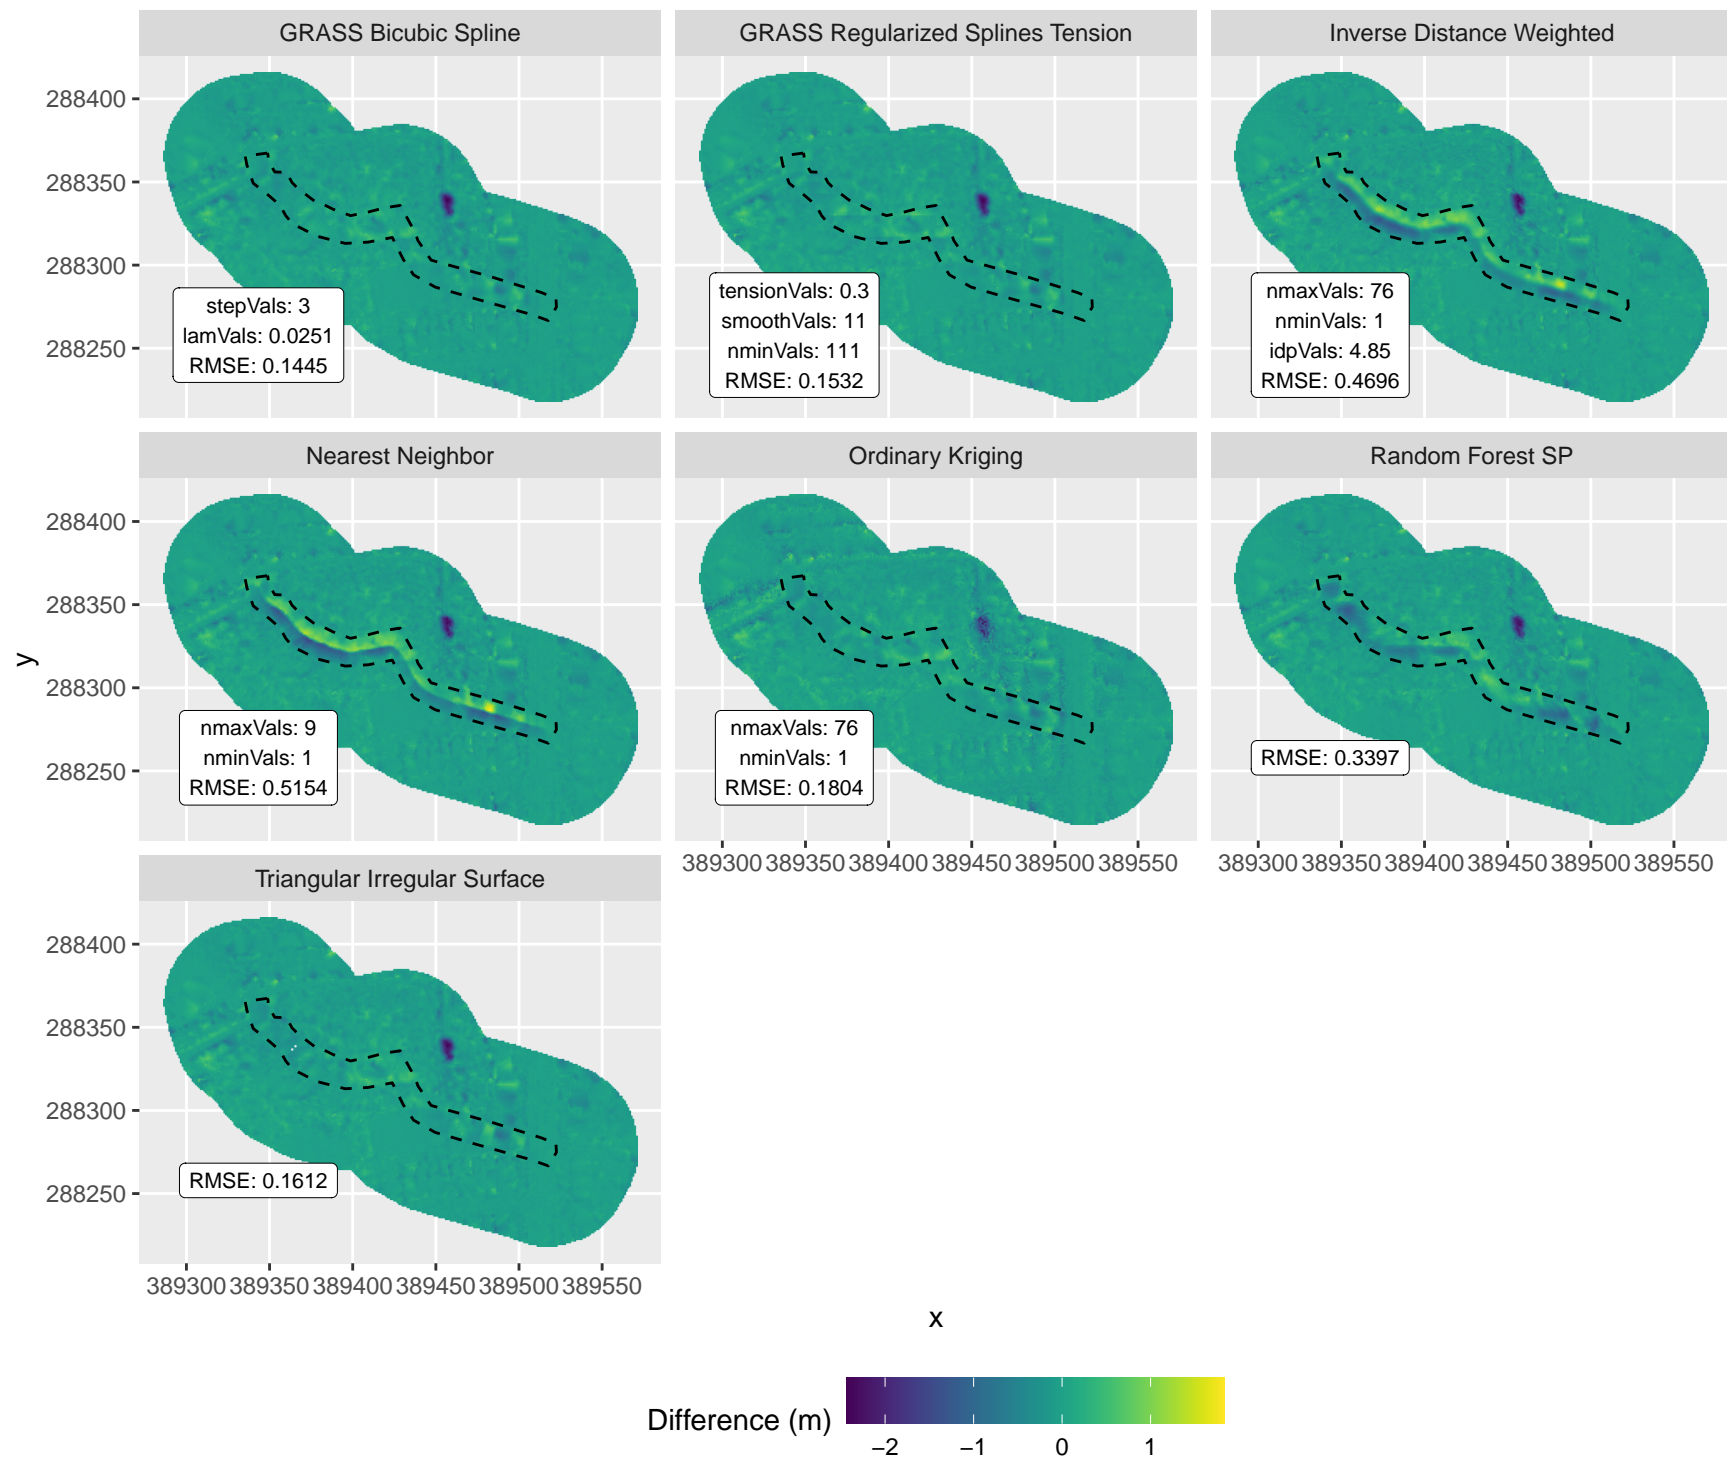 GRASS Bicubic Spline
GRASS Regularized Splines Tension
Inverse Distance Weighted
288400
288350
288300
288250
stepVals: 3
lamVals: 0.0251
RMSE: 0.1445
tensionVals: 0.3
smoothVals: 11
nminVals: 111
RMSE: 0.1532
nmaxVals: 76
nminVals: 1
idpVals: 4.85
RMSE: 0.4696
Nearest Neighbor
Ordinary Kriging
Random Forest SP
288400
288350
288300
288250
y
nmaxVals: 9
nminVals: 1
RMSE: 0.5154
nmaxVals: 76
nminVals: 1
RMSE: 0.1804
RMSE: 0.3397
389300 389350 389400 389450 389500 389550
389300 389350 389400 389450 389500 389550
Triangular Irregular Surface
288400
288350
288300
288250
RMSE: 0.1612
389300 389350 389400 389450 389500 389550
x
Difference (m)
−2 −1 0 1